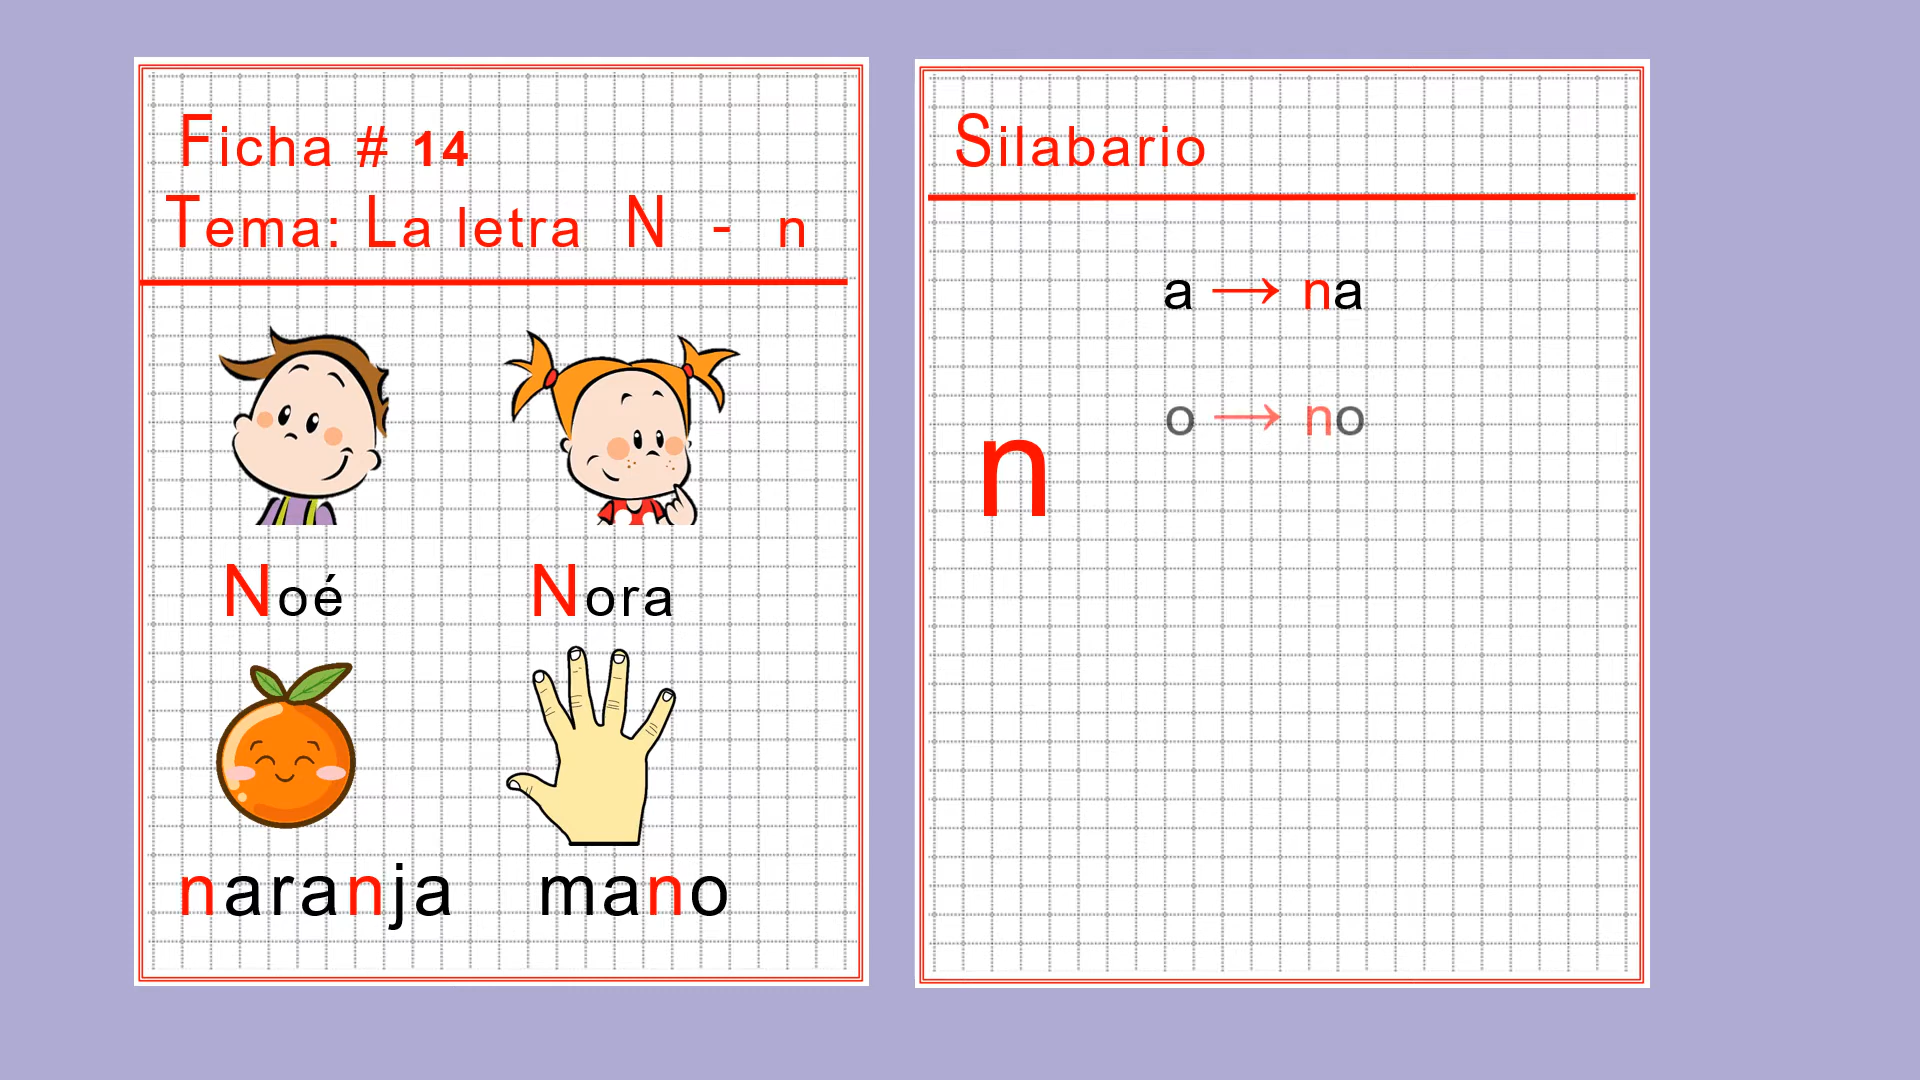 Ficha # 14
Tema: La letra N - n
Noé Nora
naranja mano
Silabario
a → na
o → no
n